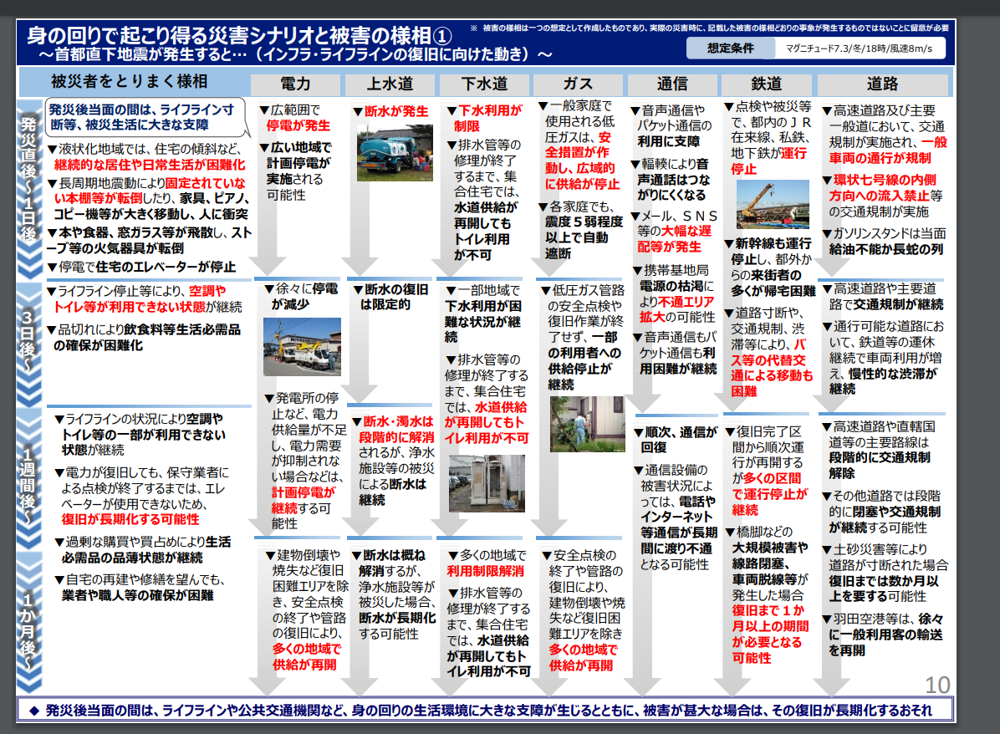 身の回りで起こり得る災害シナリオと被害の様相①
※ 被害の様相は一つの想定として作成したものであり、実際の災害時に、記載した被害の様相どおりの事象が発生するものではないことに留意が必要
～首都直下地震が発生すると…（インフラ・ライフラインの復旧に向けた動き）～
想定条件
マグニチュード7.3/冬/18時/風速8m/s
被災者をとりまく様相
電力
上水道
下水道
ガス
通信
鉄道
道路
発災直後～1日後
3日後～
1週間後～
1か月後～
発災後当面の間は、ライフライン寸
断等、被災生活に大きな支障
▼液状化地域では、住宅の傾斜など、
継続的な居住や日常生活が困難化
▼長周期地震動により固定されていな
い本棚等が転倒したり、家具、ピアノ、
コピー機等が大きく移動し、人に衝突
▼本や食器、窓ガラス等が飛散し、スト
ーブ等の火気器具が転倒
▼停電で住宅のエレベーターが停止
▼ライフライン停止等により、空調や
トイレ等が利用できない状態が継続
▼品切れにより飲食料等生活必需品
の確保が困難化
▼ライフラインの状況により空調や
トイレ等の一部が利用できない
状態が継続
▼電力が復旧しても、保守業者に
よる点検が終了するまでは、エレ
ベーターが使用できないため、
復旧が長期化する可能性
▼過剰な購買や買占めにより生活
必需品の品薄状態が継続
▼自宅の再建や修繕を望んでも、
業者や職人等の確保が困難
▼広範囲で
停電が発生
▼広い地域で
計画停電が
実施される
可能性
▼徐々に停電
が減少
▼発電所の停
止など、電力
供給量が不足
し、電力需要
が抑制されな
い場合などは、
計画停電が
継続する可
能性
▼建物倒壊や
焼失など復旧
困難エリアを除
き、安全点検
の終了や管路
の復旧により、
多くの地域で
供給が再開
▼断水が発生
▼断水の復旧
は限定的
▼断水・濁水は
段階的に解消
されるが、浄水
施設等の被災
による断水は
継続
▼断水は概ね
解消するが、
浄水施設等が
被災した場合、
断水が長期化
する可能性
▼下水利用が
制限
▼排水管等の
修理が終了
するまで、集
合住宅では、
水道供給が
再開しても
トイレ利用
が不可
▼一部地域で
下水利用が困
難な状況が継
続
▼排水管等の
修理が終了する
まで、集合住宅
では、水道供給
が再開してもト
イレ利用が不可
▼多くの地域で
利用制限解消
▼排水管等の
修理が終了する
まで、集合住宅
では、水道供給
が再開してもト
イレ利用が不可
▼一般家庭で
使用される低
圧ガスは、安
全措置が作
動し、広域的
に供給が停止
▼各家庭でも、
震度５弱程度
以上で自動
遮断
▼低圧ガス管路
の安全点検や
復旧作業が終
了せず、一部
の利用者への
供給停止が
継続
▼安全点検の
終了や管路の
復旧により、
建物倒壊や焼
失など復旧困
難エリアを除き
多くの地域で
供給が再開
▼音声通信や
パケット通信の
利用に支障
▼輻輳により音
声通話はつな
がりにくくなる
▼メール、ＳＮＳ
等の大幅な遅
配等が発生
▼携帯基地局
電源の枯渇に
より不通エリア
拡大の可能性
▼音声通信もパ
ケット通信も利
用困難が継続
▼順次、通信が
回復
▼通信設備の
被害状況によ
っては、電話や
インターネット
等通信が長期
間に渡り不通
となる可能性
▼点検や被災等
で、都内のＪＲ
在来線、私鉄、
地下鉄が運行
停止
▼新幹線も運行
停止し、都外か
らの来街者の
多くが帰宅困難
▼道路寸断や、
交通規制、渋
滞等により、バ
ス等の代替交
通による移動も
困難
▼復旧完了区
間から順次運
行が再開する
が多くの区間
で運行停止が
継続
▼橋脚などの
大規模被害や
線路閉塞、
車両脱線等が
発生した場合
復旧まで１か
月以上の期間
が必要となる
可能性
▼高速道路及び主要
一般道において、交通
規制が実施され、一般
車両の通行が規制
▼環状七号線の内側
方向への流入禁止等
の交通規制が実施
▼ガソリンスタンドは当面
給油不能か長蛇の列
▼高速道路や主要道
路で交通規制が継続
▼通行可能な道路にお
いて、鉄道等の運休
継続で車両利用が増
え、慢性的な渋滞が
継続
▼高速道路や直轄国
道等の主要路線は
段階的に交通規制
解除
▼その他道路では段階
的に閉塞や交通規制
が継続する可能性
▼土砂災害等により
道路が寸断された場合
復旧までは数か月以
上を要する可能性
▼羽田空港等は、徐々
に一般利用客の輸送
を再開
10
◆ 発災後当面の間は、ライフラインや公共交通機関など、身の回りの生活環境に大きな支障が生じるとともに、被害が甚大な場合は、その復旧が長期化するおそれ